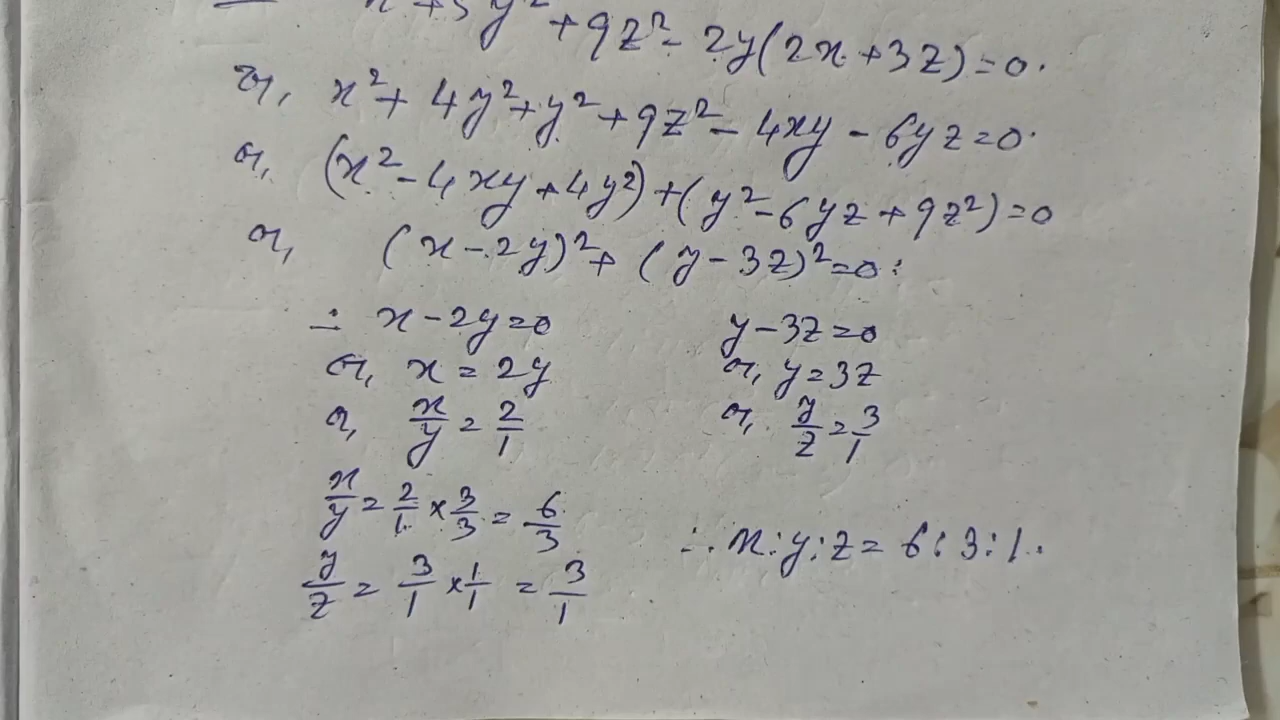 x² + 5y² + 9z² - 2y(2x + 3z) = 0.
or, x² + 4y² + y² + 9z² - 4xy - 6yz = 0.
or, (x² - 4xy + 4y²) + (y² - 6yz + 9z²) = 0
or, (x - 2y)² + (y - 3z)² = 0.
∴ x - 2y = 0 y - 3z = 0
or, x = 2y or, y = 3z
or, x/y = 2/1 or, y/z = 3/1
x/y = 2/1 × 3/3 = 6/3
y/z = 3/1 × 1/1 = 3/1
∴ x : y : z = 6 : 3 : 1.